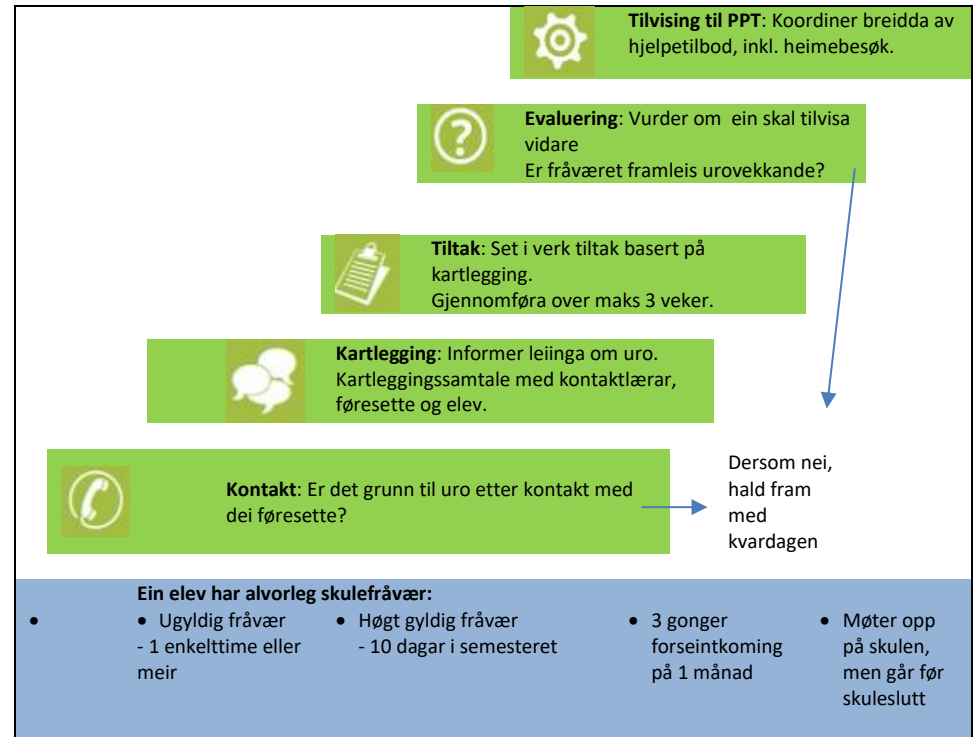 Tilvising til PPT: Koordiner breidda av
hjelpetilbod, inkl. heimebesøk.
Evaluering: Vurder om  ein skal tilvisa
vidare
Er fråværet framleis urovekkande?
Tiltak: Set i verk tiltak basert på
kartlegging.
Gjennomføra over maks 3 veker.
Kartlegging: Informer leiinga om uro.
Kartleggingssamtale med kontaktlærar,
føresette og elev.
Kontakt: Er det grunn til uro etter kontakt med
dei føresette?
Dersom nei,
hald fram
med
kvardagen
Ein elev har alvorleg skulefråvær:
•
• Ugyldig fråvær
- 1 enkelttime eller
meir
• Høgt gyldig fråvær
- 10 dagar i semesteret
• 3 gonger
forseintkoming
på 1 månad
• Møter opp
på skulen,
men går før
skuleslutt